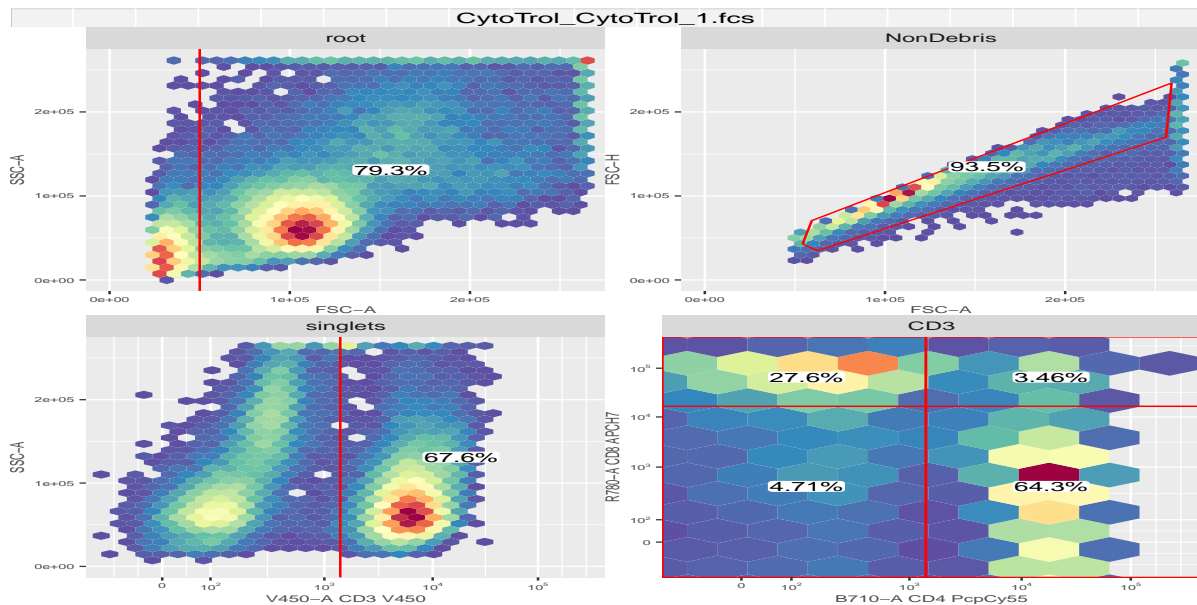 CytoTrol_CytoTrol_1.fcs
root
NonDebris
SSC−A
2e+05
1e+05
0e+00
79.3%
0e+00
1e+05
2e+05
FSC−A
FSC−H
2e+05
1e+05
0e+00
93.5%
0e+00
1e+05
2e+05
FSC−A
singlets
CD3
SSC−A
2e+05
1e+05
0e+00
67.6%
0
10²
10³
10⁴
10⁵
V450−A CD3 V450
R780−A CD8 APCH7
10⁵
10⁴
10³
10²
0
27.6%
3.46%
4.71%
64.3%
0
10²
10³
10⁴
10⁵
B710−A CD4 PcpCy55